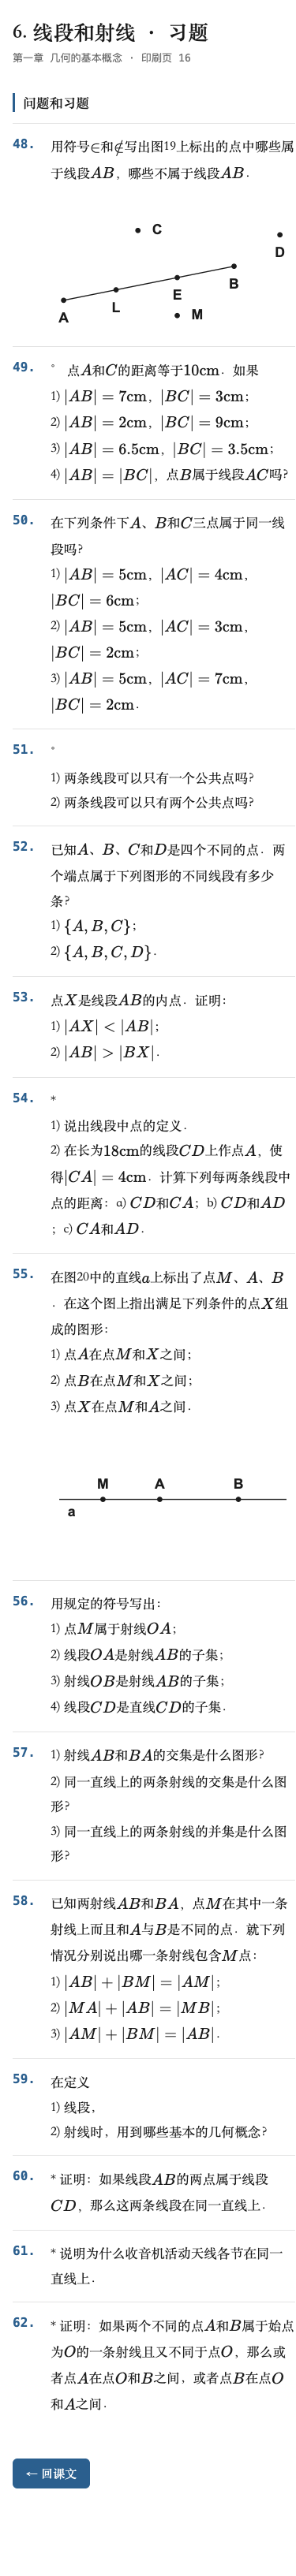 6. 线段和射线 · 习题
第一章 几何的基本概念 · 印刷页 16
问题和习题
48. 用符号∈和∉写出图19上标出的点中哪些属
于线段AB，哪些不属于线段AB．
C
D
B
E
L
A
M
49. ° 点A和C的距离等于10cm．如果
1) |AB| = 7cm，|BC| = 3cm；
2) |AB| = 2cm，|BC| = 9cm；
3) |AB| = 6.5cm，|BC| = 3.5cm；
4) |AB| = |BC|，点B属于线段AC吗?
50. 在下列条件下A、B和C三点属于同一线
段吗?
1) |AB| = 5cm，|AC| = 4cm，
|BC| = 6cm；
2) |AB| = 5cm，|AC| = 3cm，
|BC| = 2cm；
3) |AB| = 5cm，|AC| = 7cm，
|BC| = 2cm．
51. °
1) 两条线段可以只有一个公共点吗?
2) 两条线段可以只有两个公共点吗?
52. 已知A、B、C和D是四个不同的点．两
个端点属于下列图形的不同线段有多少
条?
1) {A, B, C}；
2) {A, B, C, D}．
53. 点X是线段AB的内点．证明：
1) |AX| < |AB|；
2) |AB| > |BX|．
54. *
1) 说出线段中点的定义．
2) 在长为18cm的线段CD上作点A，使
得|CA| = 4cm．计算下列每两条线段中
点的距离：a) CD和CA；b) CD和AD
；c) CA和AD．
55. 在图20中的直线a上标出了点M、A、B
．在这个图上指出满足下列条件的点X组
成的图形：
1) 点A在点M和X之间；
2) 点B在点M和X之间；
3) 点X在点M和A之间．
M A B
a
56. 用规定的符号写出：
1) 点M属于射线OA；
2) 线段OA是射线AB的子集；
3) 射线OB是射线AB的子集；
4) 线段CD是直线CD的子集．
57. 1) 射线AB和BA的交集是什么图形?
2) 同一直线上的两条射线的交集是什么图
形?
3) 同一直线上的两条射线的并集是什么图
形?
58. 已知两射线AB和BA，点M在其中一条
射线上而且和A与B是不同的点．就下列
情况分别说出哪一条射线包含M点：
1) |AB| + |BM| = |AM|；
2) |MA| + |AB| = |MB|；
3) |AM| + |BM| = |AB|．
59. 在定义
1) 线段，
2) 射线时，用到哪些基本的几何概念?
60. * 证明：如果线段AB的两点属于线段
CD，那么这两条线段在同一直线上．
61. * 说明为什么收音机活动天线各节在同一
直线上．
62. * 证明：如果两个不同的点A和B属于始点
为O的一条射线且又不同于点O，那么或
者点A在点O和B之间，或者点B在点O
和A之间．
← 回课文